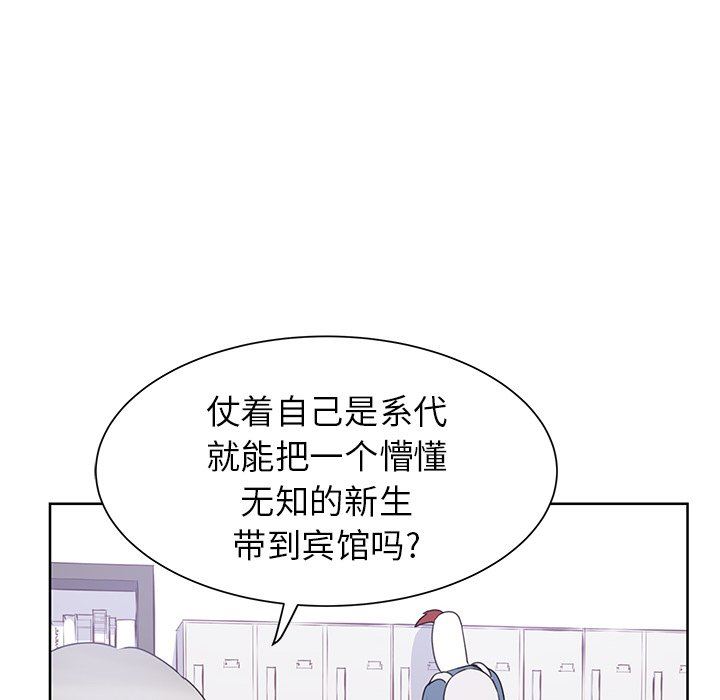 仗着自己是系代
就能把一个懵懂
无知的新生
带到宾馆吗?